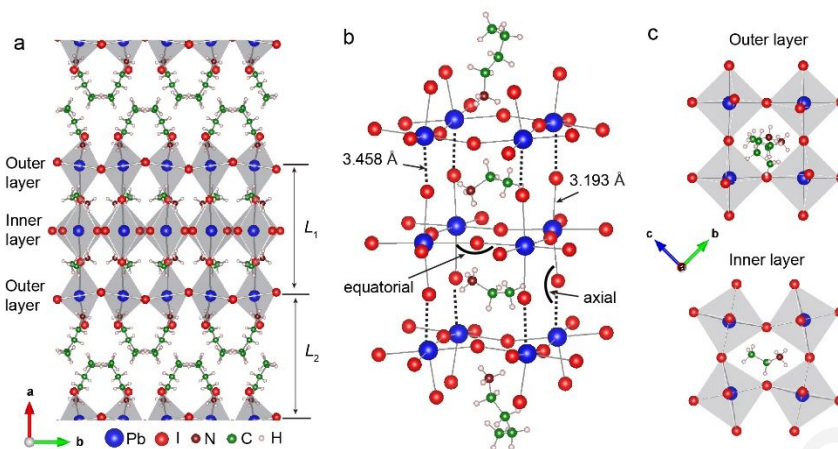 a
Outer
layer
Inner
layer
Outer
layer
L1
L2
a
b
Pb I N C H
b
3.458 Å
3.193 Å
equatorial
axial
c
Outer layer
c
a
b
Inner layer